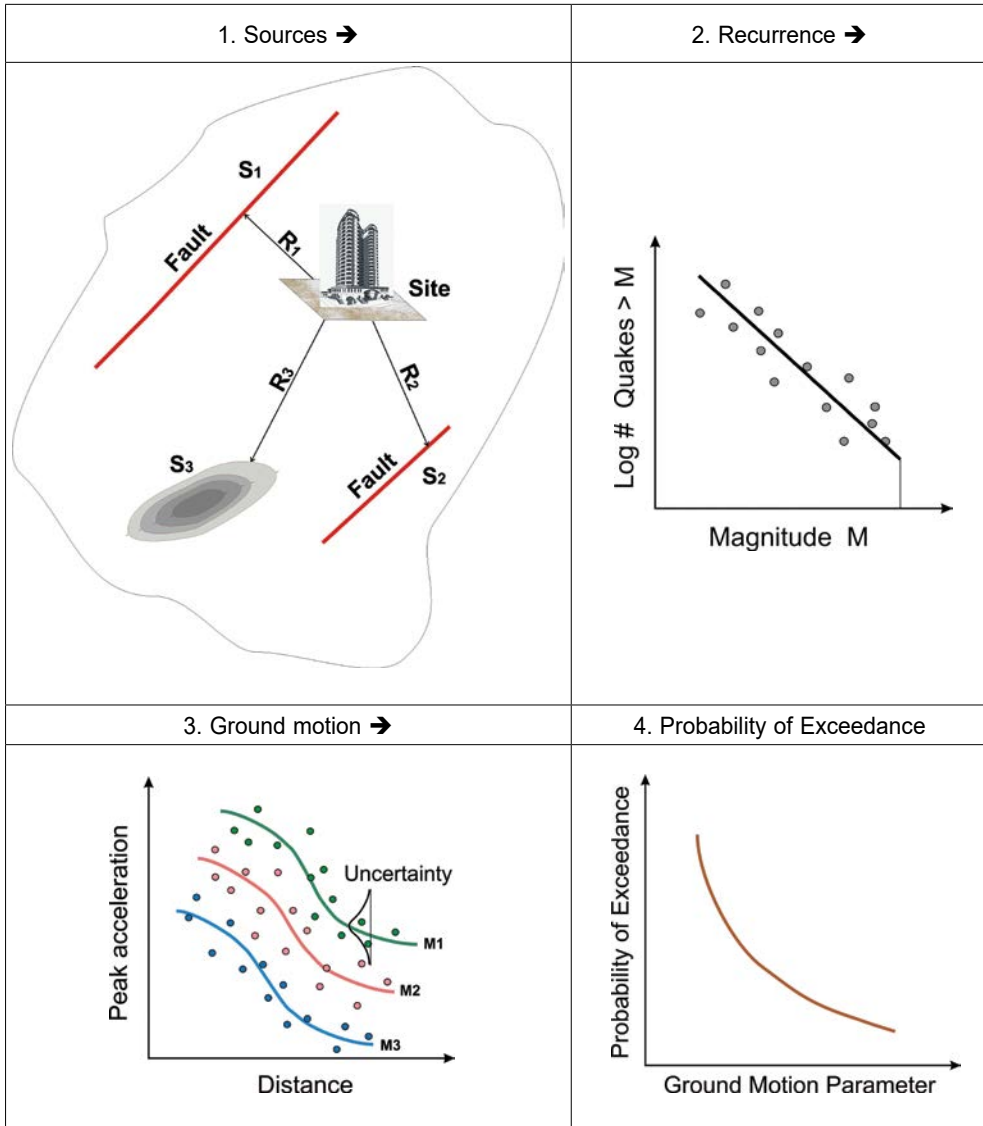 1. Sources ➔
2. Recurrence ➔
S1
Fault
R1
Site
R3
R2
S3
Fault
S2
Log # Quakes > M
Magnitude M
3. Ground motion ➔
4. Probability of Exceedance
Peak acceleration
Uncertainty
M1
M2
M3
Distance
Probability of Exceedance
Ground Motion Parameter